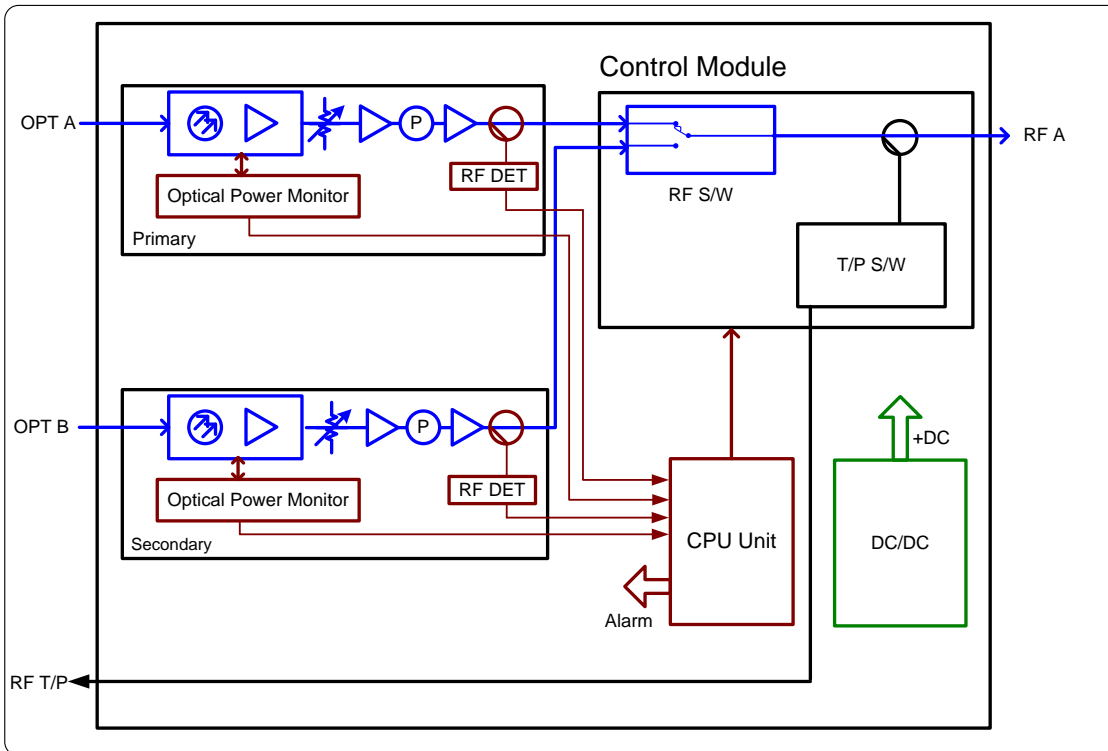 Control Module
OPT A
P
RF A
RF DET
RF S/W
Optical Power Monitor
Primary
T/P S/W
OPT B
P
+DC
RF DET
Optical Power Monitor
Secondary
CPU Unit
DC/DC
Alarm
RF T/P